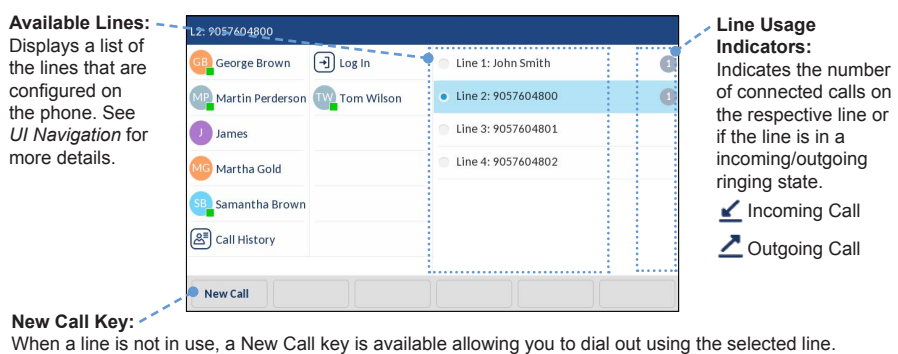 Available Lines:
Displays a list of
the lines that are
configured on
the phone. See
UI Navigation for
more details.
L2: 9057604800
GB George Brown
Log In
MP Martin Perderson
TW Tom Wilson
J James
MG Martha Gold
SB Samantha Brown
Call History
Line 1: John Smith
1
Line 2: 9057604800
1
Line 3: 9057604801
Line 4: 9057604802
New Call
Line Usage
Indicators:
Indicates the number
of connected calls on
the respective line or
if the line is in a
incoming/outgoing
ringing state.
Incoming Call
Outgoing Call
New Call Key:
When a line is not in use, a New Call key is available allowing you to dial out using the selected line.